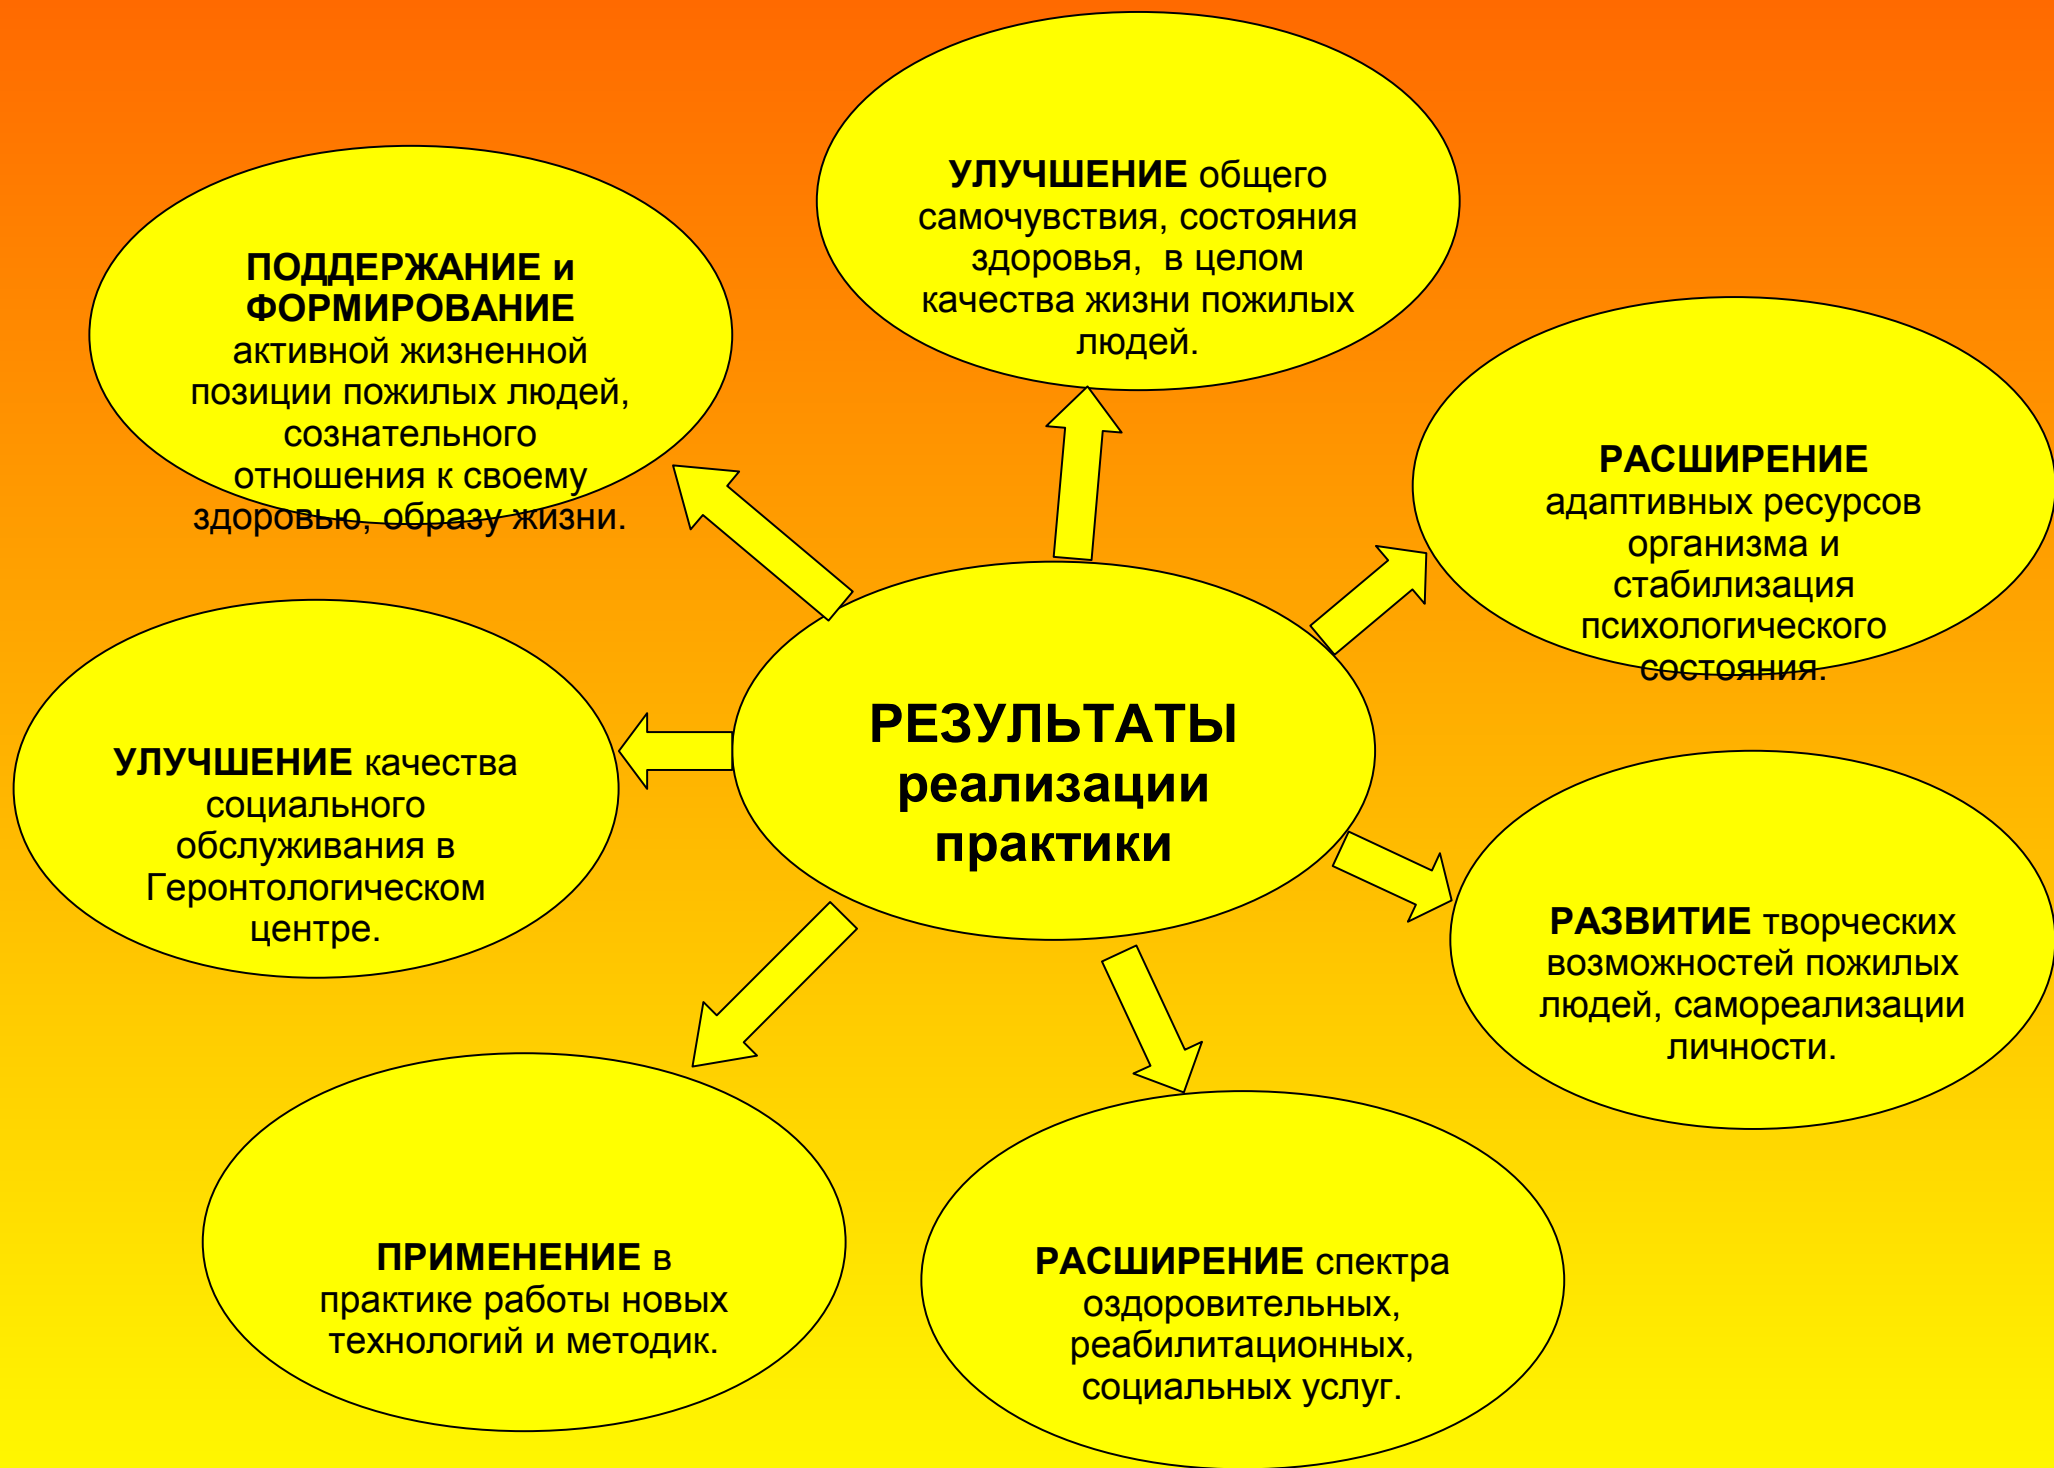 УЛУЧШЕНИЕ общего
самочувствия, состояния
здоровья,  в целом
качества жизни пожилых
людей.
ПОДДЕРЖАНИЕ и
ФОРМИРОВАНИЕ
активной жизненной
позиции пожилых людей,
сознательного
отношения к своему
здоровью, образу жизни.
РАСШИРЕНИЕ
адаптивных ресурсов
организма и
стабилизация
психологического
состояния.
РЕЗУЛЬТАТЫ
реализации
практики
УЛУЧШЕНИЕ качества
социального
обслуживания в
Геронтологическом
центре.
РАЗВИТИЕ творческих
возможностей пожилых
людей, самореализации
личности.
ПРИМЕНЕНИЕ в
практике работы новых
технологий и методик.
РАСШИРЕНИЕ спектра
оздоровительных,
реабилитационных,
социальных услуг.